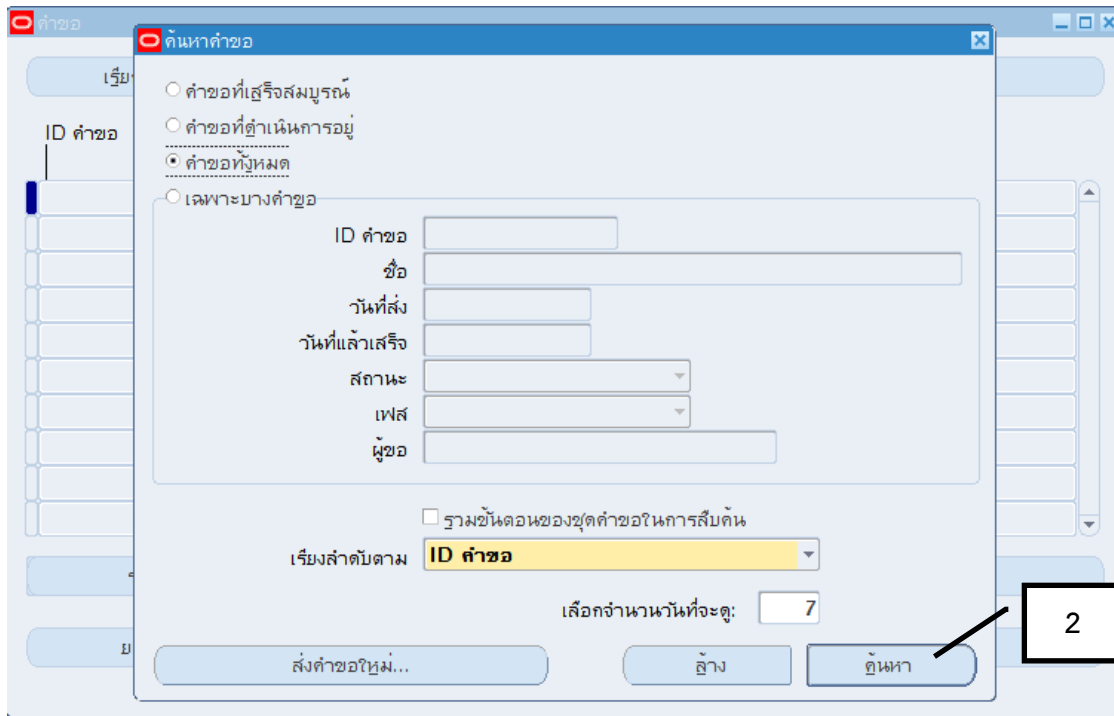 คำขอ
ค้นหาคำขอ
คำขอที่เสร็จสมบูรณ์
คำขอที่ดำเนินการอยู่
คำขอทั้งหมด
เฉพาะบางคำขอ
ID คำขอ
ID คำขอ
ชื่อ
วันที่ส่ง
วันที่แล้วเสร็จ
สถานะ
เฟส
ผู้ขอ
รวมขั้นตอนของชุดคำขอในการสืบค้น
เรียงลำดับตาม ID คำขอ
เลือกจำนวนวันที่จะดู: 7
2
ส่งคำขอใหม่... ล้าง ค้นหา